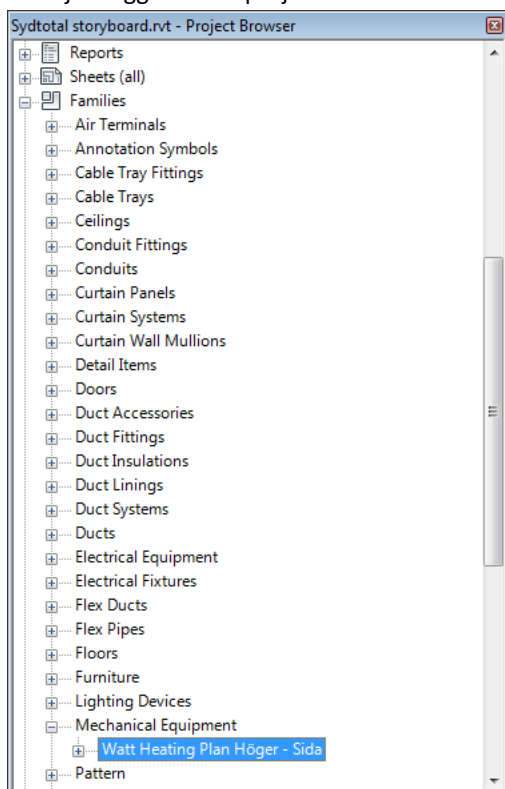 Sydtotal storyboard.rvt - Project Browser
Reports
Sheets (all)
Families
Air Terminals
Annotation Symbols
Cable Tray Fittings
Cable Trays
Ceilings
Conduit Fittings
Conduits
Curtain Panels
Curtain Systems
Curtain Wall Mullions
Detail Items
Doors
Duct Accessories
Duct Fittings
Duct Insulations
Duct Linings
Duct Systems
Ducts
Electrical Equipment
Electrical Fixtures
Flex Ducts
Flex Pipes
Floors
Furniture
Lighting Devices
Mechanical Equipment
Watt Heating Plan Höger - Sida
Pattern